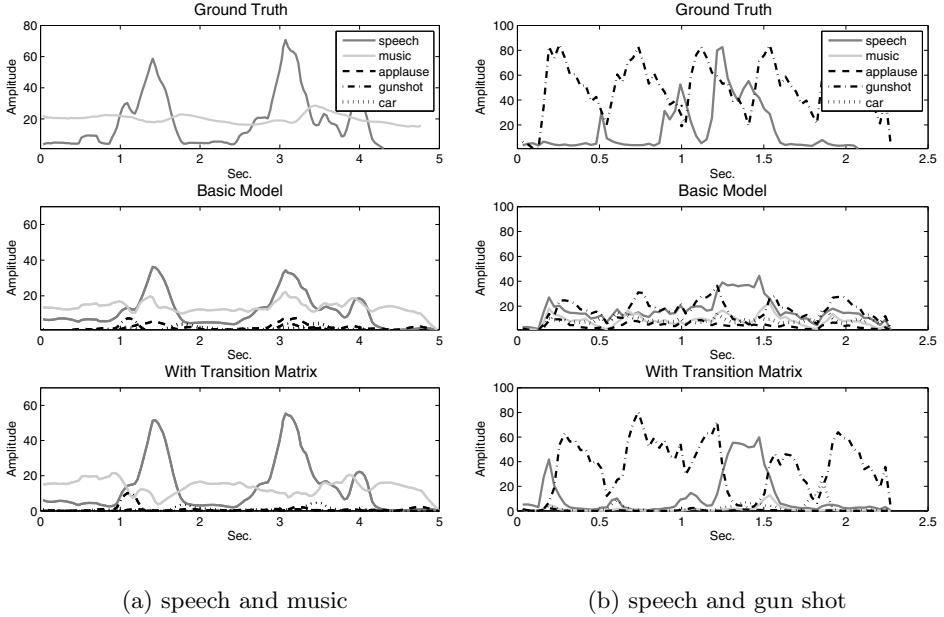 Ground Truth
80
60
40
20
Amplitude
speech
music
applause
gunshot
car
0 1 2 3 4 5
Sec.
Basic Model
60
40
20
Amplitude
0 1 2 3 4 5
Sec.
With Transition Matrix
60
40
20
0
Amplitude
0 1 2 3 4 5
Sec.
(a) speech and music
Ground Truth
100
80
60
40
20
Amplitude
speech
music
applause
gunshot
car
0 0.5 1 1.5 2 2.5
Sec.
Basic Model
100
80
60
40
20
Amplitude
0 0.5 1 1.5 2 2.5
Sec.
With Transition Matrix
100
80
60
40
20
0
Amplitude
0 0.5 1 1.5 2 2.5
Sec.
(b) speech and gun shot